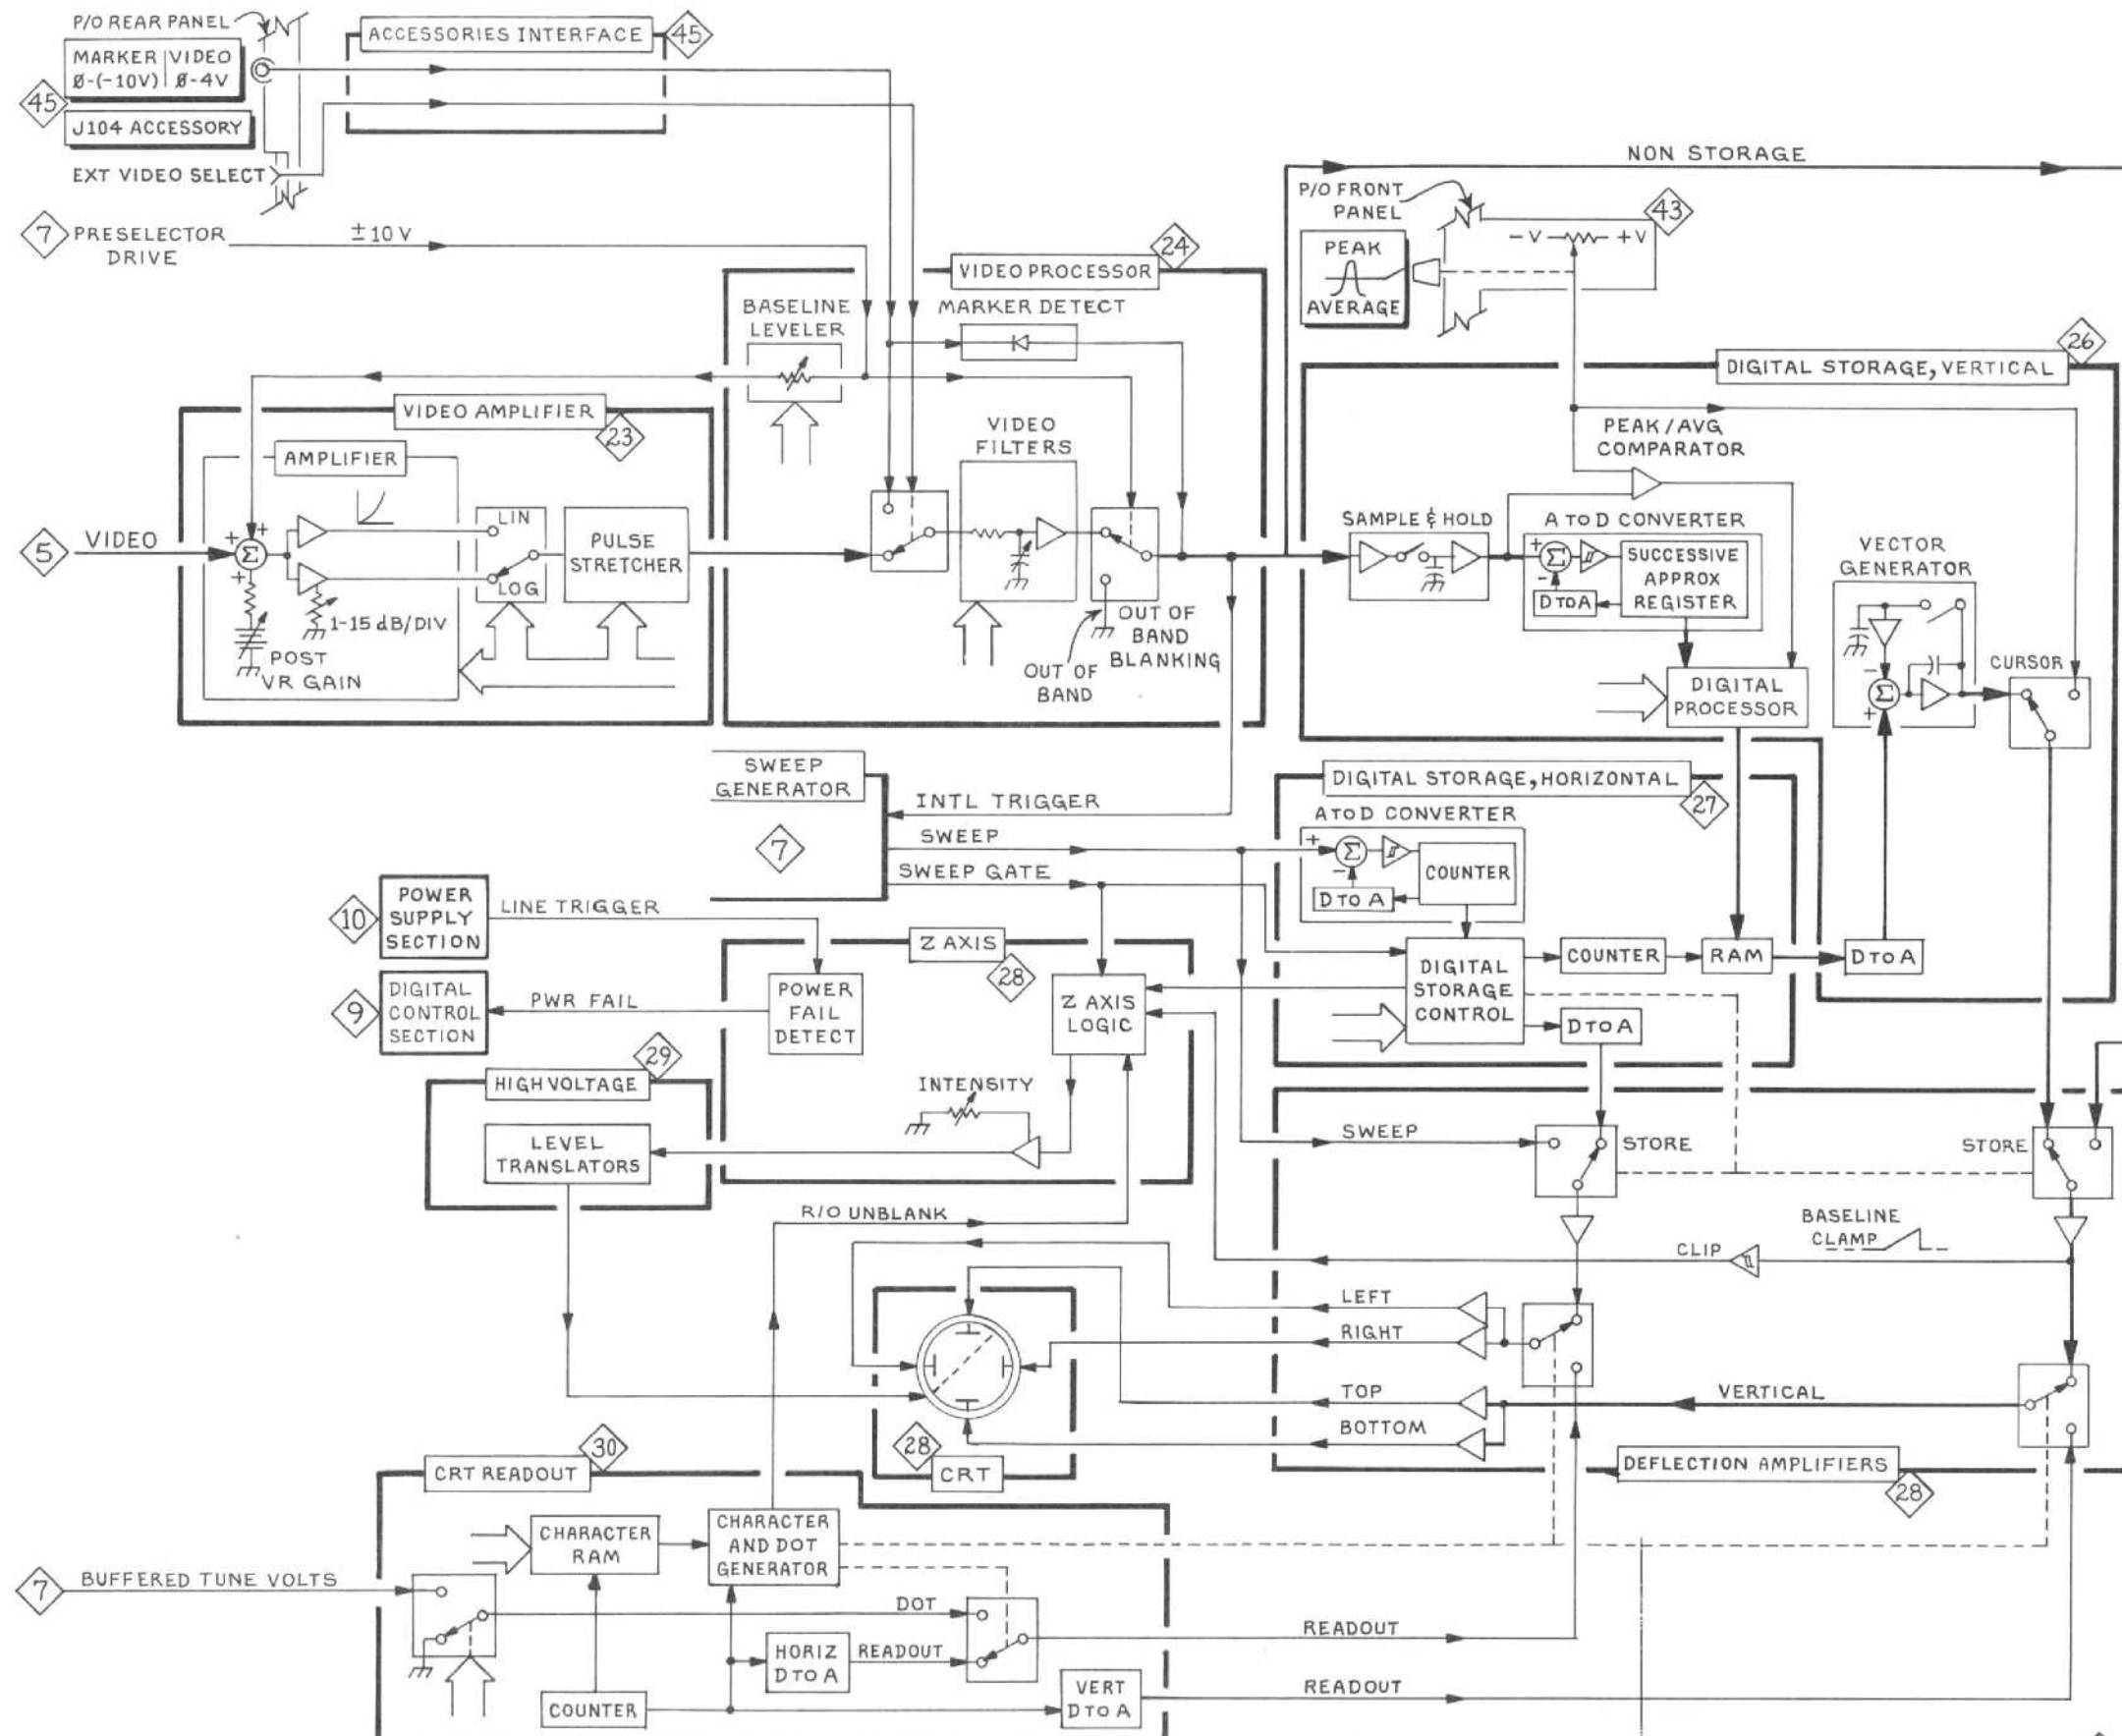 P/O REAR PANEL
MARKER | VIDEO
Ø-(-10V) | Ø-4V
45
J104 ACCESSORY
EXT VIDEO SELECT
ACCESSORIES INTERFACE
45
7
PRESELECTOR
DRIVE
±10 V
NON STORAGE
P/O FRONT
PANEL
43
-V
+V
PEAK
AVERAGE
24
VIDEO PROCESSOR
BASELINE
LEVELER
MARKER DETECT
26
DIGITAL STORAGE, VERTICAL
VIDEO AMPLIFIER
23
AMPLIFIER
VIDEO
FILTERS
PEAK/AVG
COMPARATOR
5
VIDEO
+
+
Σ
+
LIN
LOG
PULSE
STRETCHER
1-15 dB/DIV
POST
VR GAIN
OUT OF
BAND
BLANKING
OUT OF
BAND
SAMPLE & HOLD
A TO D CONVERTER
+
Σ
-
SUCCESSIVE
APPROX
REGISTER
D TO A
VECTOR
GENERATOR
-
Σ
+
CURSOR
DIGITAL
PROCESSOR
SWEEP
GENERATOR
7
INTL TRIGGER
SWEEP
SWEEP GATE
DIGITAL STORAGE, HORIZONTAL
27
A TO D CONVERTER
+
Σ
-
COUNTER
D TO A
10
POWER
SUPPLY
SECTION
LINE TRIGGER
9
DIGITAL
CONTROL
SECTION
PWR FAIL
Z AXIS
28
POWER
FAIL
DETECT
Z AXIS
LOGIC
DIGITAL
STORAGE
CONTROL
COUNTER
RAM
D TO A
D TO A
29
HIGH VOLTAGE
LEVEL
TRANSLATORS
INTENSITY
SWEEP
STORE
STORE
R/O UNBLANK
BASELINE
CLAMP
CLIP
LEFT
RIGHT
TOP
BOTTOM
VERTICAL
28
CRT
DEFLECTION AMPLIFIERS
28
30
CRT READOUT
CHARACTER
RAM
CHARACTER
AND DOT
GENERATOR
7
BUFFERED TUNE VOLTS
DOT
HORIZ
D TO A
READOUT
READOUT
COUNTER
VERT
D TO A
READOUT